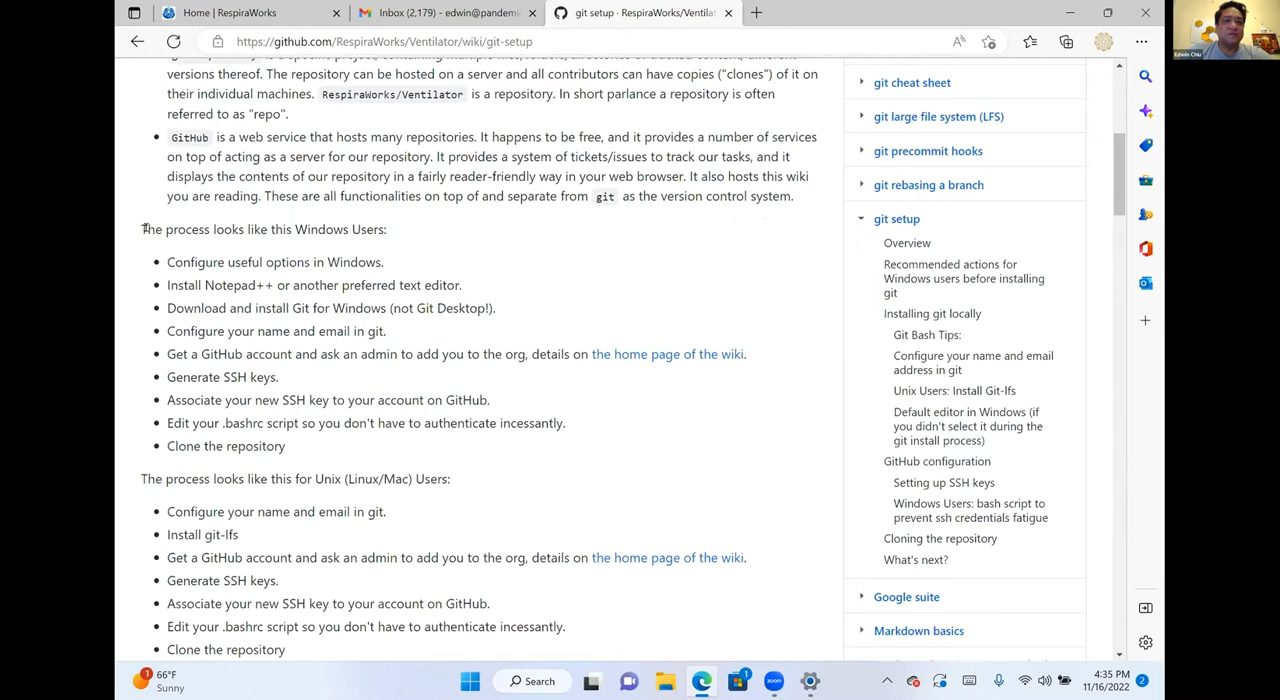 Home | RespiraWorks
Inbox (2,179) - edwin@pandemi
git setup · RespiraWorks/Ventilat
https://github.com/RespiraWorks/Ventilator/wiki/git-setup
Edwin Chiu
versions thereof. The repository can be hosted on a server and all contributors can have copies ("clones") of it on
their individual machines. RespiraWorks/Ventilator is a repository. In short parlance a repository is often
referred to as "repo".
GitHub is a web service that hosts many repositories. It happens to be free, and it provides a number of services
on top of acting as a server for our repository. It provides a system of tickets/issues to track our tasks, and it
displays the contents of our repository in a fairly reader-friendly way in your web browser. It also hosts this wiki
you are reading. These are all functionalities on top of and separate from git as the version control system.
The process looks like this Windows Users:
Configure useful options in Windows.
Install Notepad++ or another preferred text editor.
Download and install Git for Windows (not Git Desktop!).
Configure your name and email in git.
Get a GitHub account and ask an admin to add you to the org, details on the home page of the wiki.
Generate SSH keys.
Associate your new SSH key to your account on GitHub.
Edit your .bashrc script so you don't have to authenticate incessantly.
Clone the repository
The process looks like this for Unix (Linux/Mac) Users:
Configure your name and email in git.
Install git-lfs
Get a GitHub account and ask an admin to add you to the org, details on the home page of the wiki.
Generate SSH keys.
Associate your new SSH key to your account on GitHub.
Edit your .bashrc script so you don't have to authenticate incessantly.
Clone the repository
git cheat sheet
git large file system (LFS)
git precommit hooks
git rebasing a branch
git setup
Overview
Recommended actions for
Windows users before installing
git
Installing git locally
Git Bash Tips:
Configure your name and email
address in git
Unix Users: Install Git-lfs
Default editor in Windows (if
you didn't select it during the
git install process)
GitHub configuration
Setting up SSH keys
Windows Users: bash script to
prevent ssh credentials fatigue
Cloning the repository
What's next?
Google suite
Markdown basics
1
66°F
Sunny
Search
1
zoom
4:35 PM
11/16/2022
2